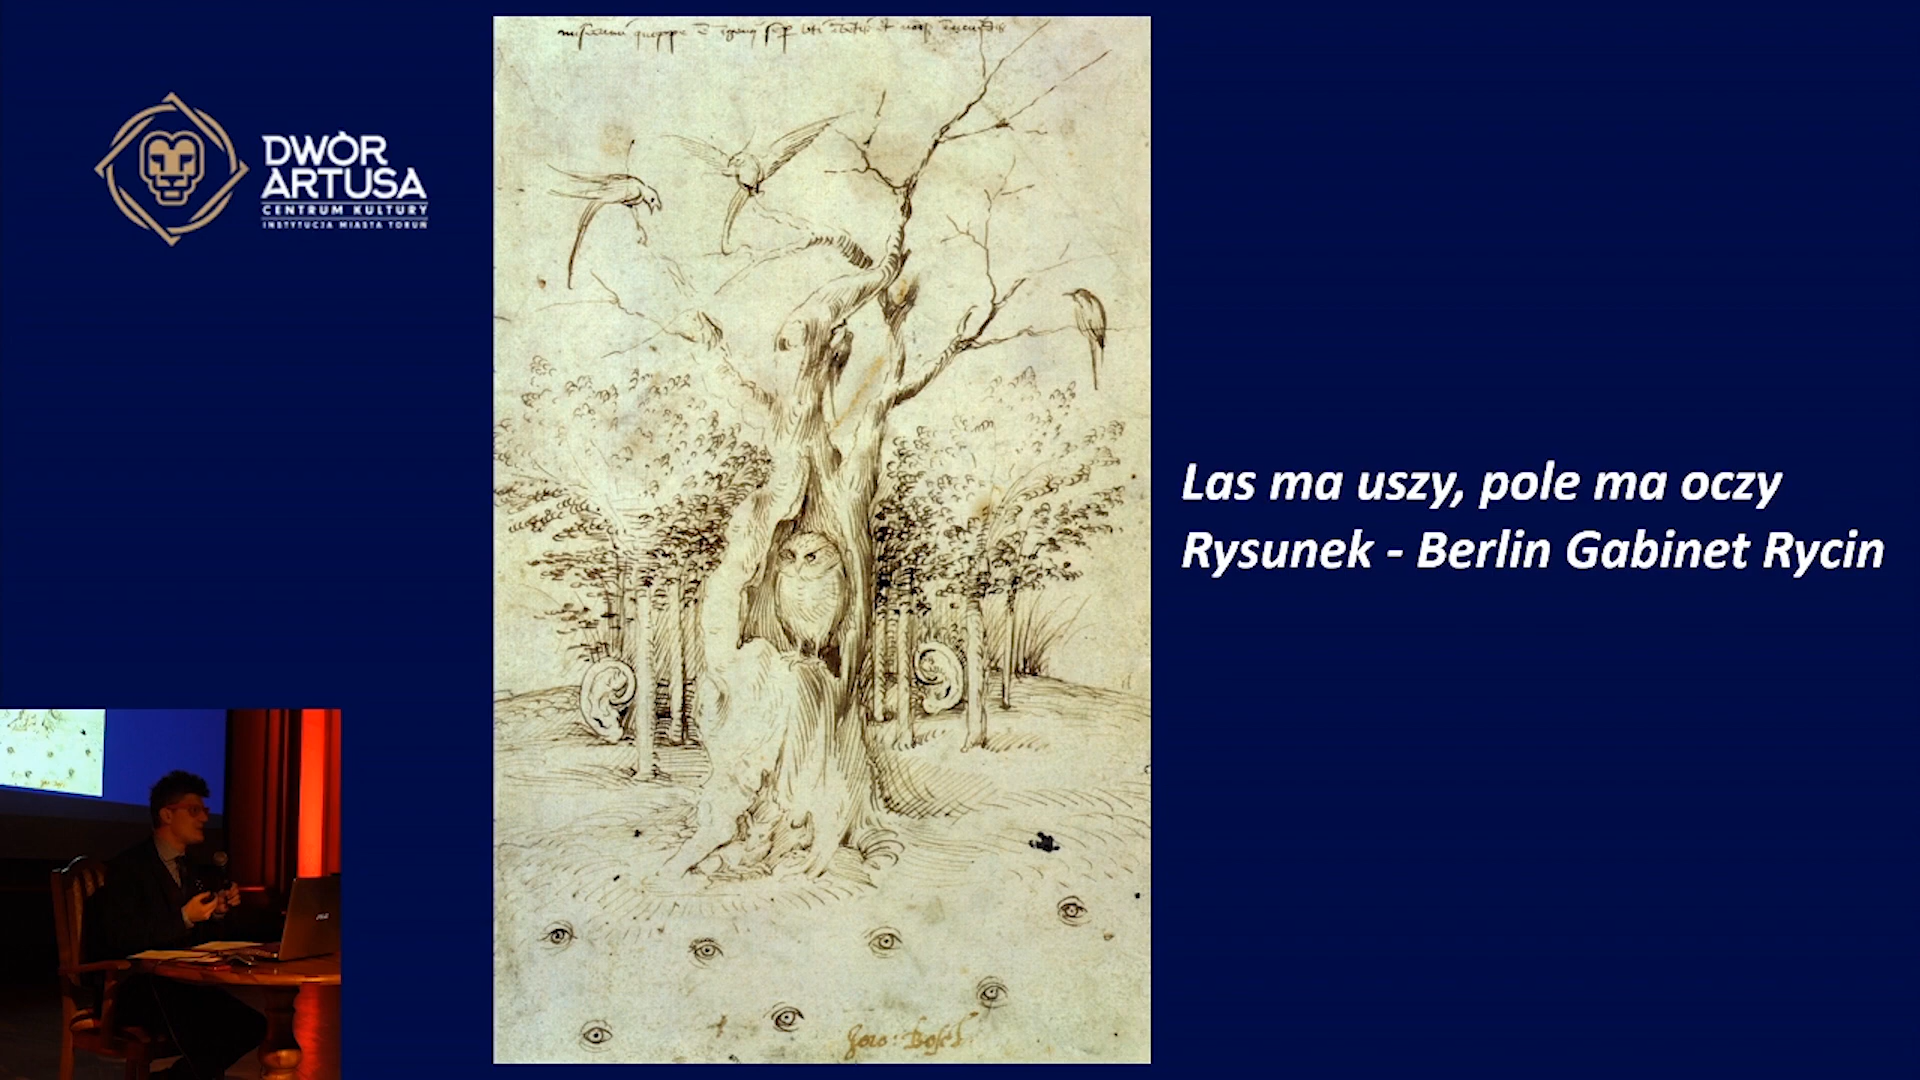 DWÓR
ARTUSA
CENTRUM KULTURY
INSTYTUCJA MIASTA TORUŃ
Las ma uszy, pole ma oczy
Rysunek - Berlin Gabinet Rycin